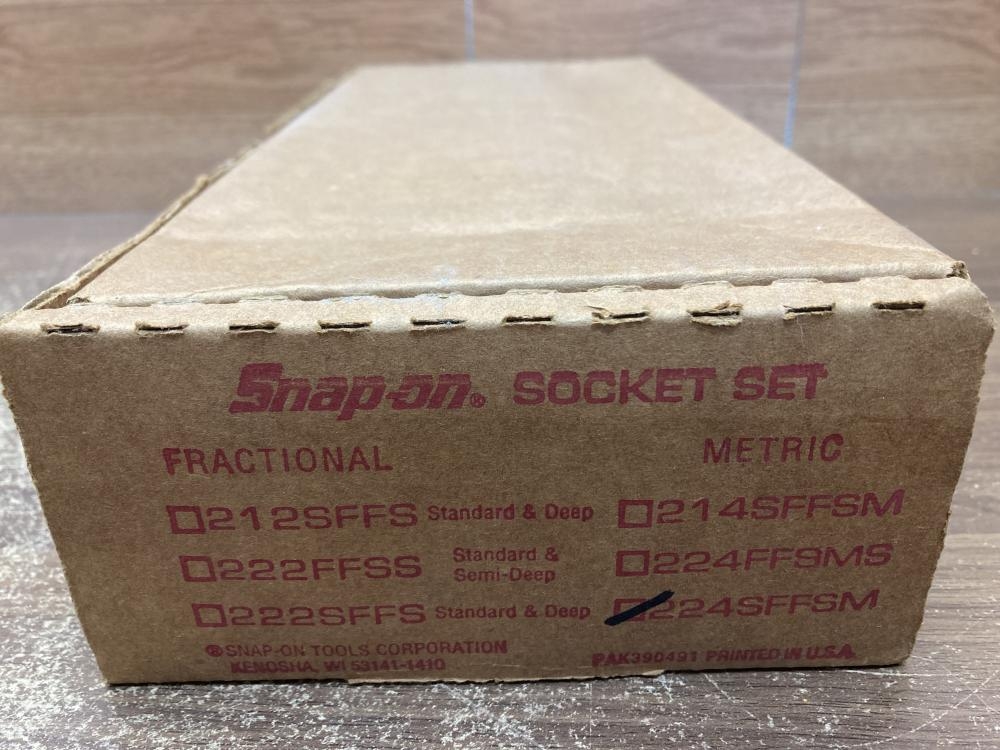 Snap-on® SOCKET SET
FRACTIONAL METRIC
212SFFS Standard & Deep 214SFFSM
222FFSS Standard & Semi-Deep 224FFSMS
222SFFS Standard & Deep 224SFFSM
®SNAP-ON TOOLS CORPORATION
KENOSHA, WI 53141-1410 PAK390491 PRINTED IN U.S.A.